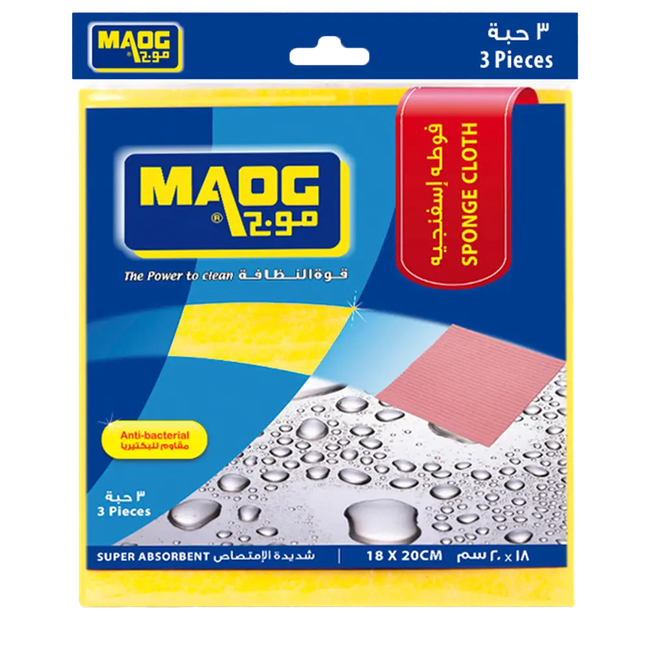 MAOG
موج
٣ حبة
3 Pieces
MAOG
® موج
The Power to clean قوة النظافة
فوطه إسفنجيه
SPONGE CLOTH
Anti-bacterial
مقاوم للبكتيريا
٣ حبة
3 Pieces
SUPER ABSORBENT شديدة الإمتصاص | 18 X 20CM ١٨ x ٢٠ سم